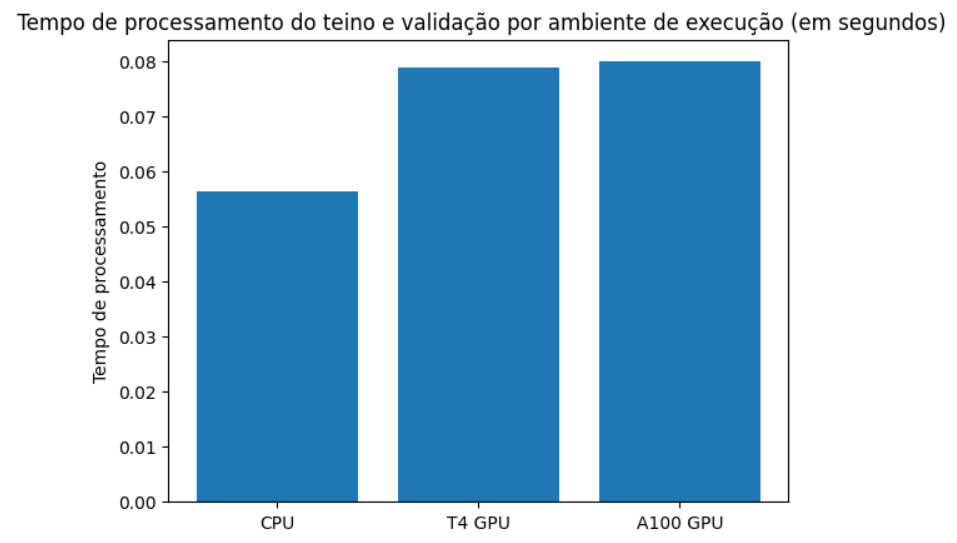 Tempo de processamento do teino e validação por ambiente de execução (em segundos)
Tempo de processamento
0.08
0.07
0.06
0.05
0.04
0.03
0.02
0.01
0.00
CPU
T4 GPU
A100 GPU